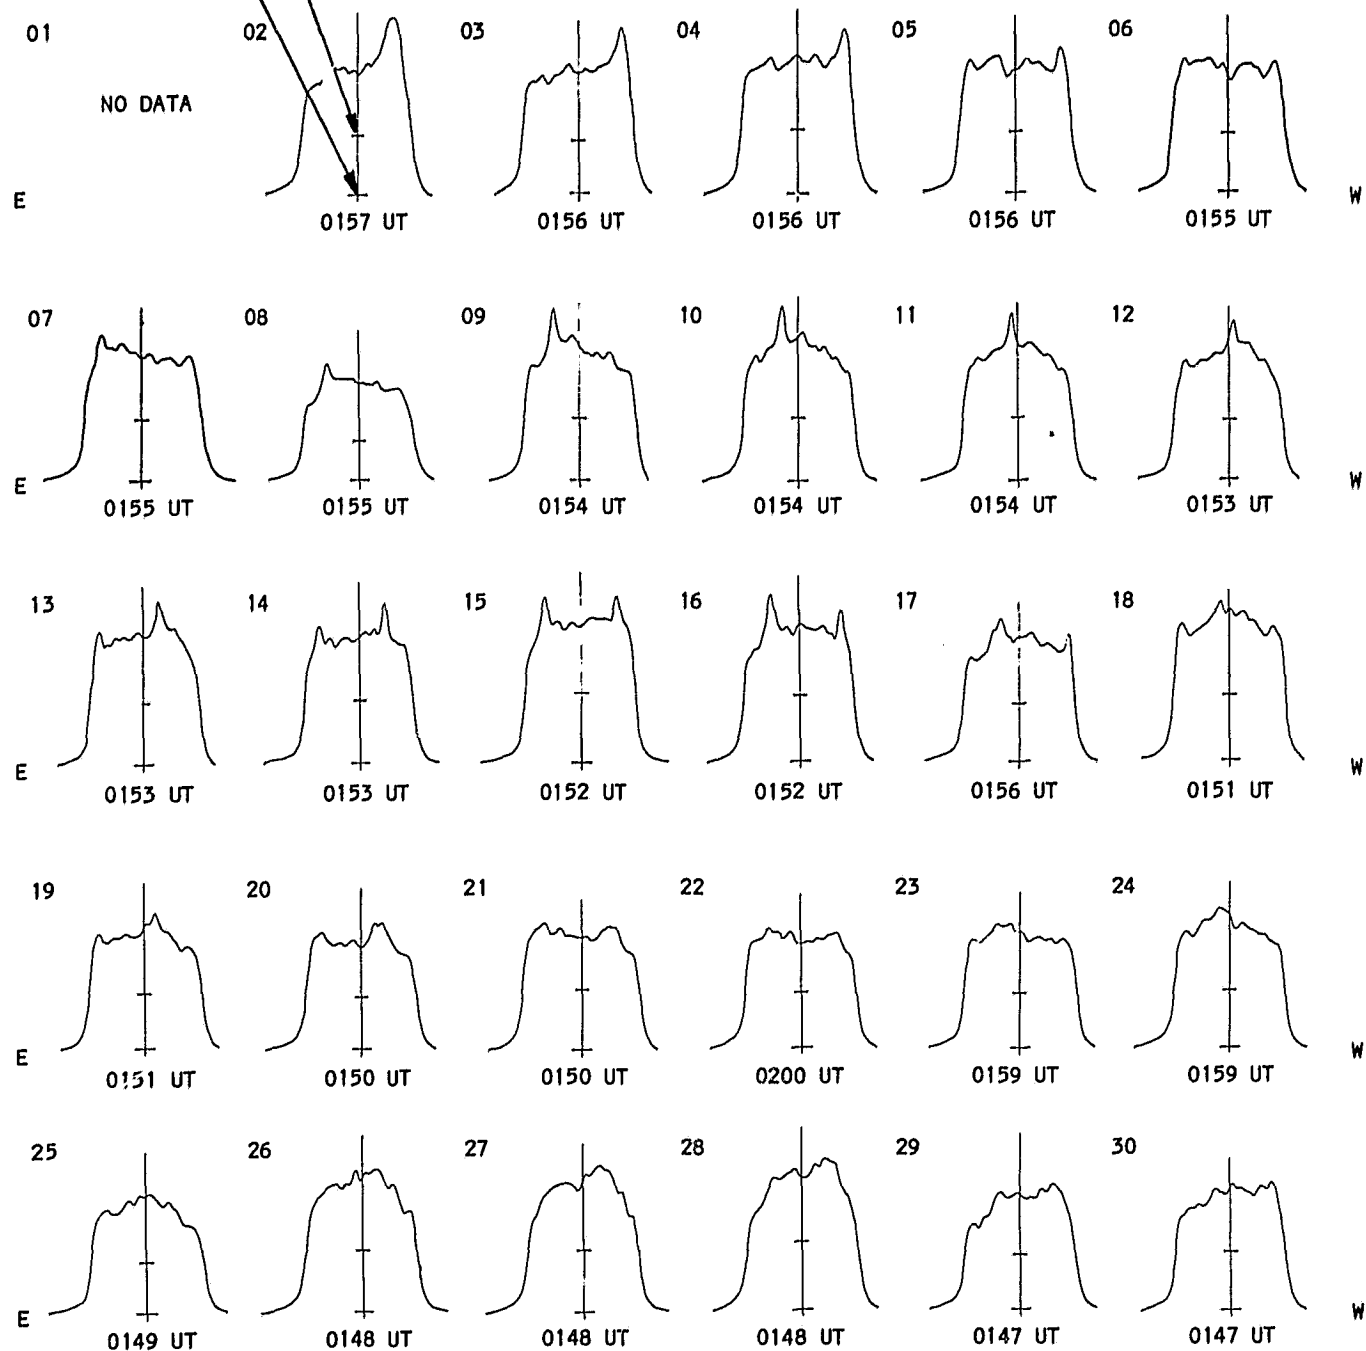 01 02 03 04 05 06
NO DATA
E W
0157 UT 0156 UT 0156 UT 0156 UT 0155 UT
07 08 09 10 11 12
E W
0155 UT 0155 UT 0154 UT 0154 UT 0154 UT 0153 UT
13 14 15 16 17 18
E W
0153 UT 0153 UT 0152 UT 0152 UT 0156 UT 0151 UT
19 20 21 22 23 24
E W
0151 UT 0150 UT 0150 UT 0200 UT 0159 UT 0159 UT
25 26 27 28 29 30
E W
0149 UT 0148 UT 0148 UT 0148 UT 0147 UT 0147 UT